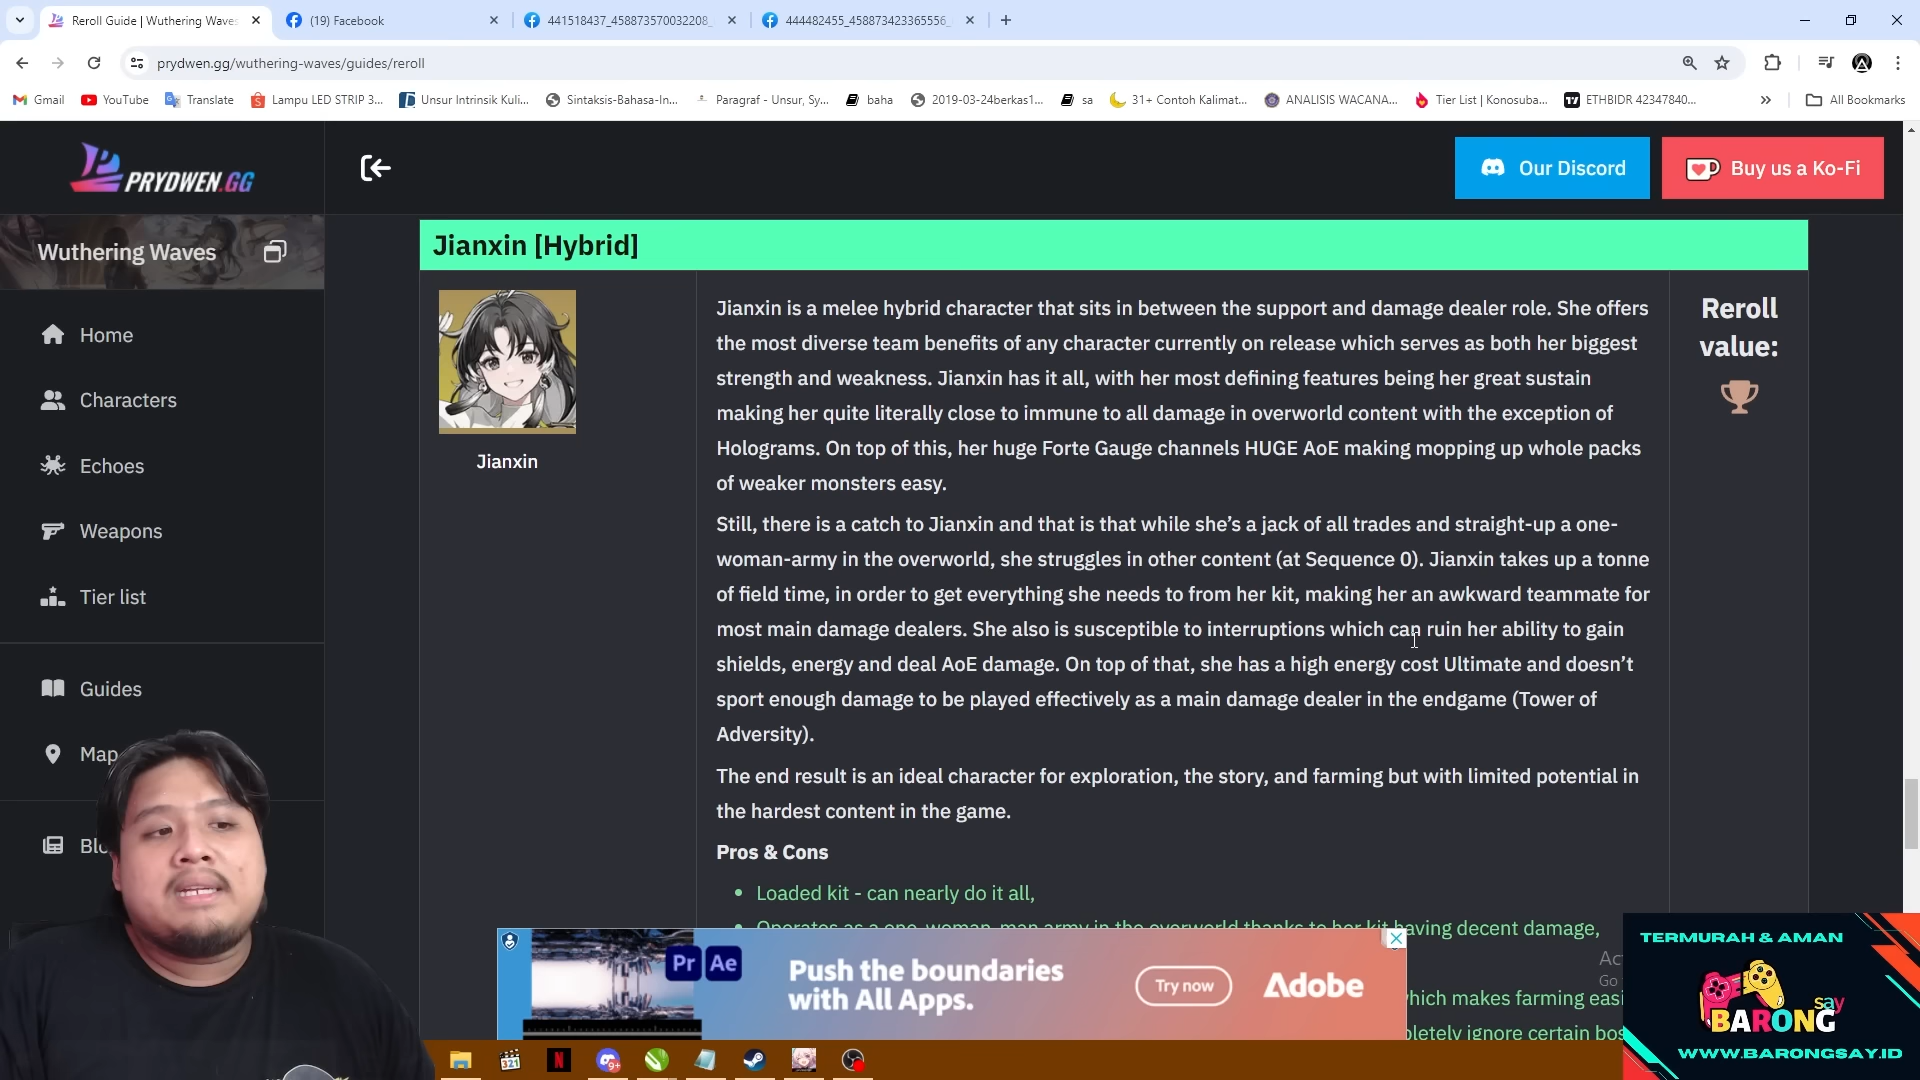 Reroll Guide | Wuthering Waves
(19) Facebook
441518437_458873570032208_
444482455_458873423365556_
prydwen.gg/wuthering-waves/guides/reroll
Gmail
YouTube
Translate
Lampu LED STRIP 3...
Unsur Intrinsik Kuli...
Sintaksis-Bahasa-In...
Paragraf - Unsur, Sy...
baha
2019-03-24berkas1...
sa
31+ Contoh Kalimat...
ANALISIS WACANA...
Tier List | Konosuba...
ETHBIDR 42347840...
All Bookmarks
PRYDWEN.GG
Our Discord
Buy us a Ko-Fi
Wuthering Waves
Home
Characters
Echoes
Weapons
Tier list
Guides
Map
Blo
Jianxin [Hybrid]
Jianxin
Jianxin is a melee hybrid character that sits in between the support and damage dealer role. She offers
the most diverse team benefits of any character currently on release which serves as both her biggest
strength and weakness. Jianxin has it all, with her most defining features being her great sustain
making her quite literally close to immune to all damage in overworld content with the exception of
Holograms. On top of this, her huge Forte Gauge channels HUGE AoE making mopping up whole packs
of weaker monsters easy.
Still, there is a catch to Jianxin and that is that while she's a jack of all trades and straight-up a one-
woman-army in the overworld, she struggles in other content (at Sequence 0). Jianxin takes up a tonne
of field time, in order to get everything she needs to from her kit, making her an awkward teammate for
most main damage dealers. She also is susceptible to interruptions which can ruin her ability to gain
shields, energy and deal AoE damage. On top of that, she has a high energy cost Ultimate and doesn't
sport enough damage to be played effectively as a main damage dealer in the endgame (Tower of
Adversity).
The end result is an ideal character for exploration, the story, and farming but with limited potential in
the hardest content in the game.
Pros & Cons
• Loaded kit - can nearly do it all,
• Operates as a one-woman-man army in the overworld thanks to her kit having decent damage,
which makes farming easi
pletely ignore certain bos
Reroll
value:
Pr Ae
Push the boundaries
with All Apps.
Try now
Adobe
Go
TERMURAH & AMAN
BARONG
say
WWW.BARONGSAY.ID
321
N
9+